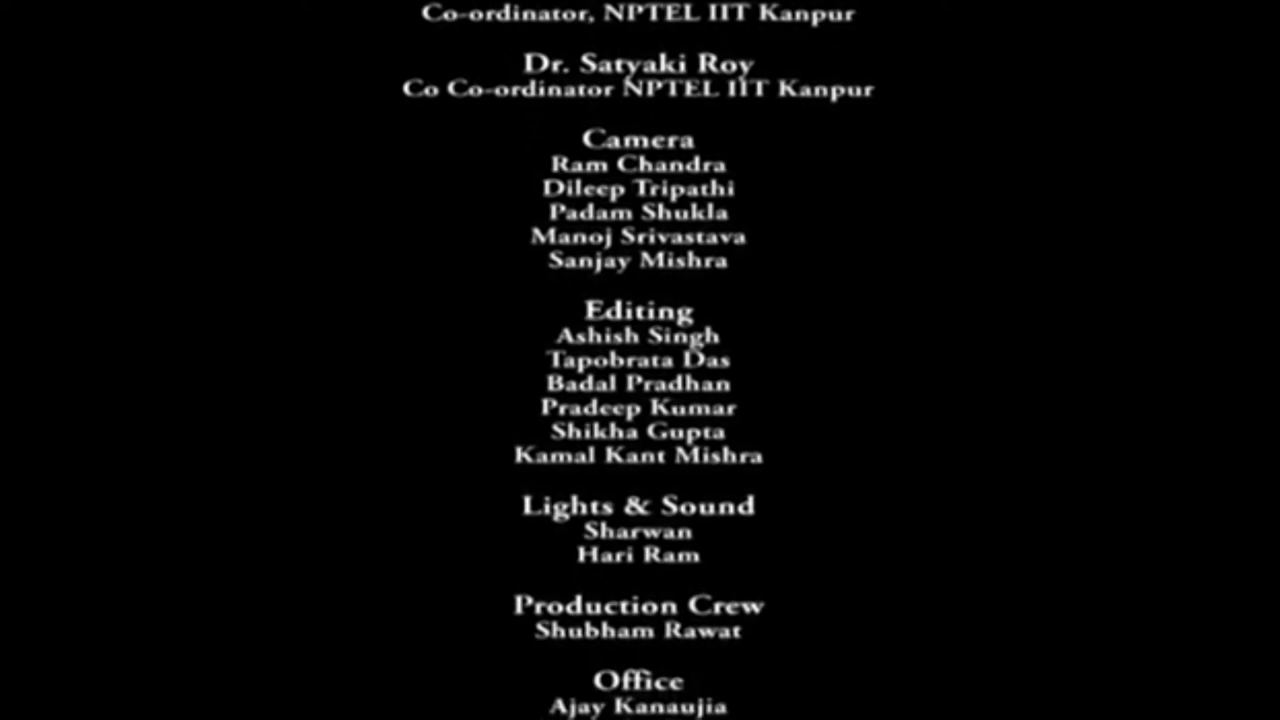 Co-ordinator, NPTEL IIT Kanpur
Dr. Satyaki Roy
Co Co-ordinator NPTEL IIT Kanpur
Camera
Ram Chandra
Dileep Tripathi
Padam Shukla
Manoj Srivastava
Sanjay Mishra
Editing
Ashish Singh
Tapobrata Das
Badal Pradhan
Pradeep Kumar
Shikha Gupta
Kamal Kant Mishra
Lights & Sound
Sharwan
Hari Ram
Production Crew
Shubham Rawat
Office
Ajay Kanaujia